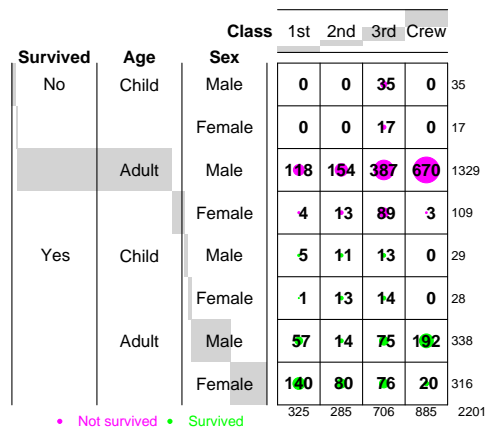 Class 1st 2nd 3rd Crew
Survived Age Sex
No Child Male 0 0 35 0 35
Female 0 0 17 0 17
Adult Male 118 154 387 670 1329
Female 4 13 89 3 109
Yes Child Male 5 11 13 0 29
Female 1 13 14 0 28
Adult Male 57 14 75 192 338
Female 140 80 76 20 316
325 285 706 885 2201
Not survived Survived